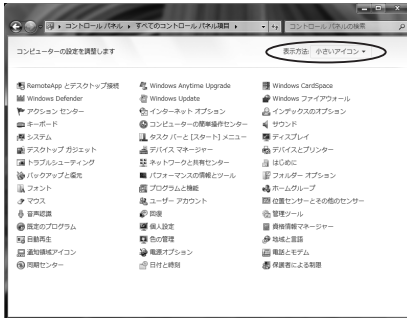 コントロール パネル ▸ すべてのコントロール パネル項目 ▸
コントロール パネルの検索
コンピューターの設定を調整します
表示方法: 小さいアイコン
RemoteApp とデスクトップ接続 Windows Anytime Upgrade Windows CardSpace
Windows Defender Windows Update Windows ファイアウォール
アクション センター インターネット オプション インデックスのオプション
キーボード コンピューターの簡単操作センター サウンド
システム タスク バーと [スタート] メニュー ディスプレイ
デスクトップ ガジェット デバイス マネージャー デバイスとプリンター
トラブルシューティング ネットワークと共有センター はじめに
バックアップと復元 パフォーマンスの情報とツール フォルダー オプション
フォント プログラムと機能 ホームグループ
マウス ユーザー アカウント 位置センサーとその他のセンサー
音声認識 回復 管理ツール
既定のプログラム 個人設定 資格情報マネージャー
自動再生 色の管理 地域と言語
通知領域アイコン 電源オプション 電話とモデム
同期センター 日付と時刻 保護者による制限